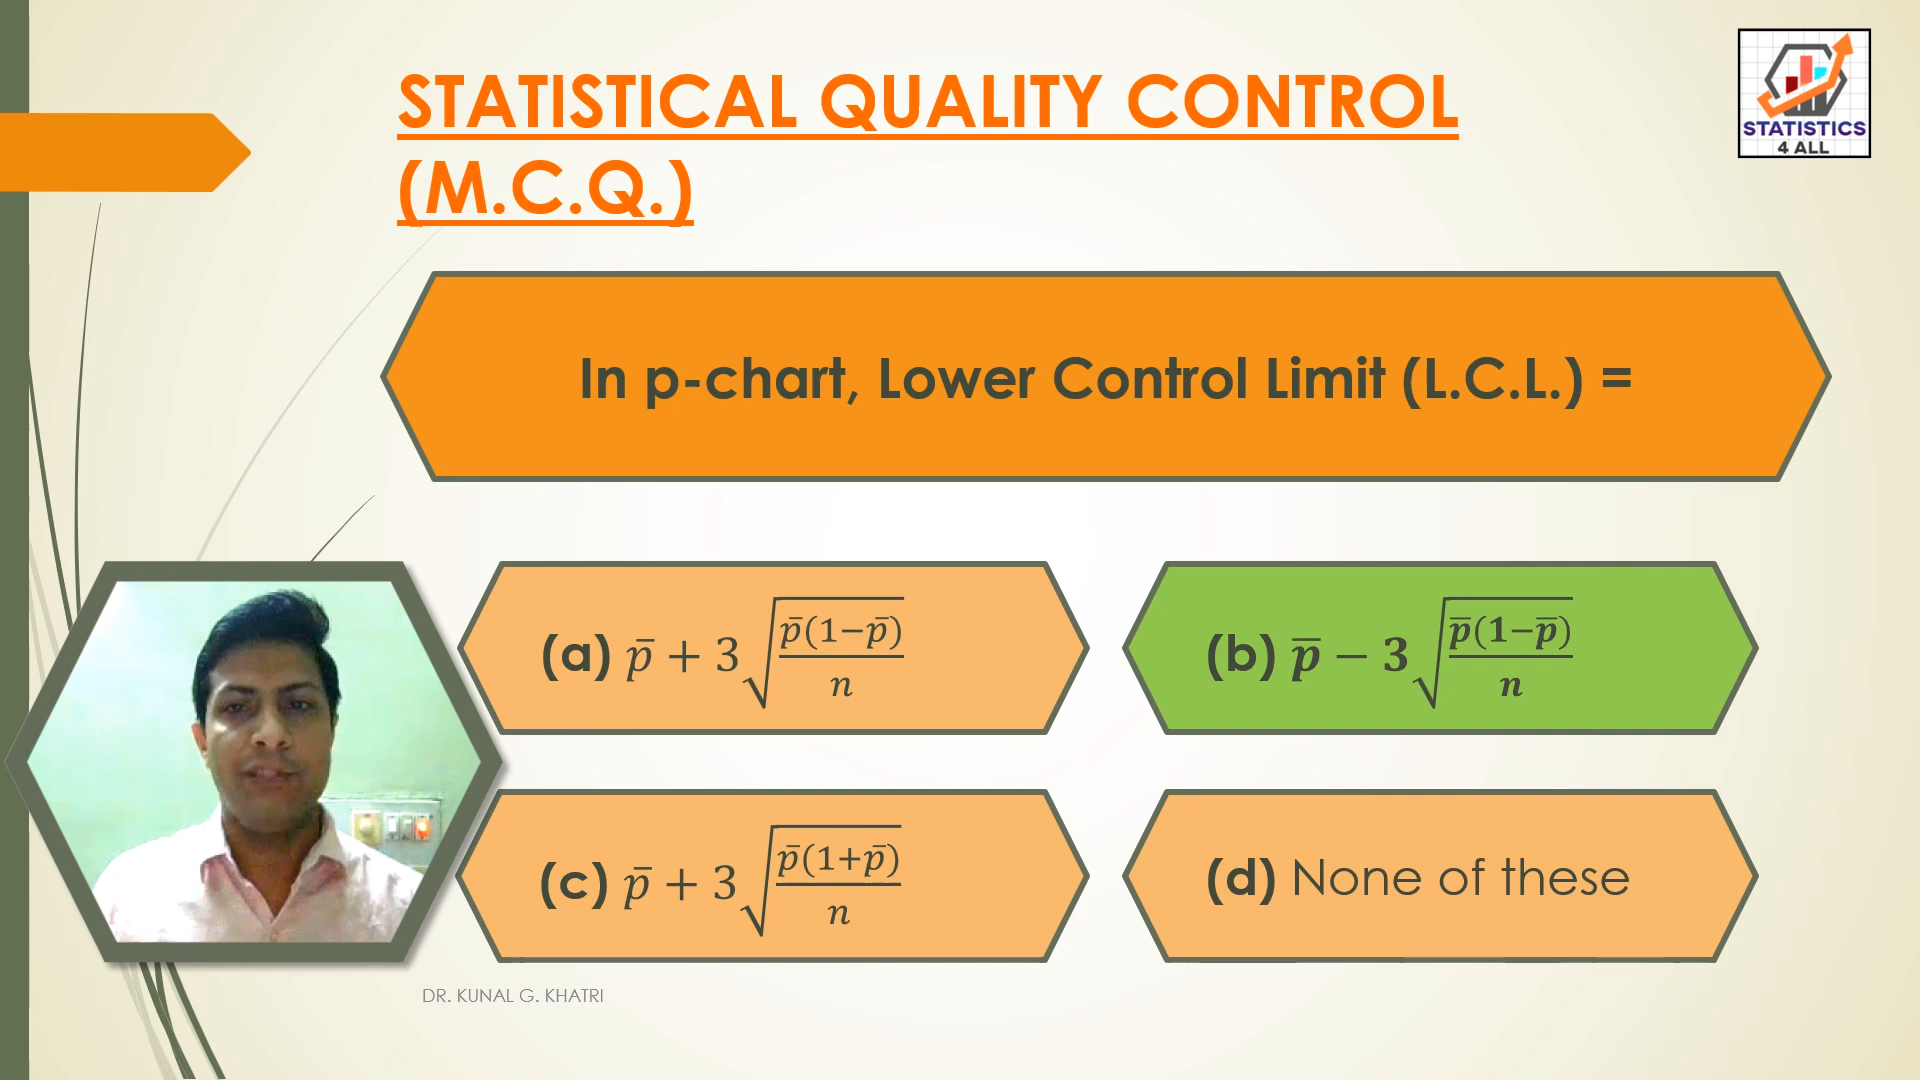 STATISTICAL QUALITY CONTROL
(M.C.Q.)
STATISTICS
4 ALL
In p-chart, Lower Control Limit (L.C.L.) =
(a) p̄ + 3√(p̄(1−p̄)/n)
(b) p̄ − 3√(p̄(1−p̄)/n)
(c) p̄ + 3√(p̄(1+p̄)/n)
(d) None of these
DR. KUNAL G. KHATRI